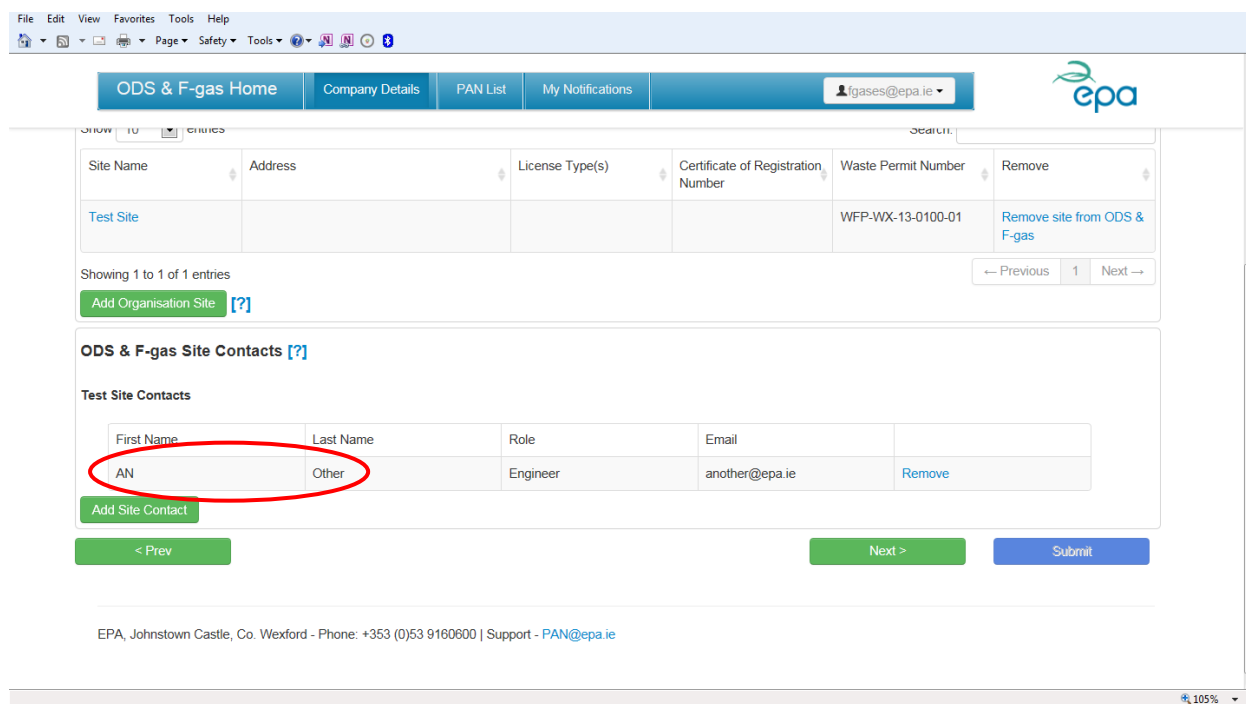 File Edit View Favorites Tools Help
Page Safety Tools
ODS & F-gas Home Company Details PAN List My Notifications fgases@epa.ie epa
Show 10 entries Search:
Site Name Address License Type(s) Certificate of Registration Number Waste Permit Number Remove
Test Site WFP-WX-13-0100-01 Remove site from ODS & F-gas
Showing 1 to 1 of 1 entries ← Previous 1 Next →
Add Organisation Site [?]
ODS & F-gas Site Contacts [?]
Test Site Contacts
First Name Last Name Role Email
AN Other Engineer another@epa.ie Remove
Add Site Contact
< Prev Next > Submit
EPA, Johnstown Castle, Co. Wexford - Phone: +353 (0)53 9160600 | Support - PAN@epa.ie
105%